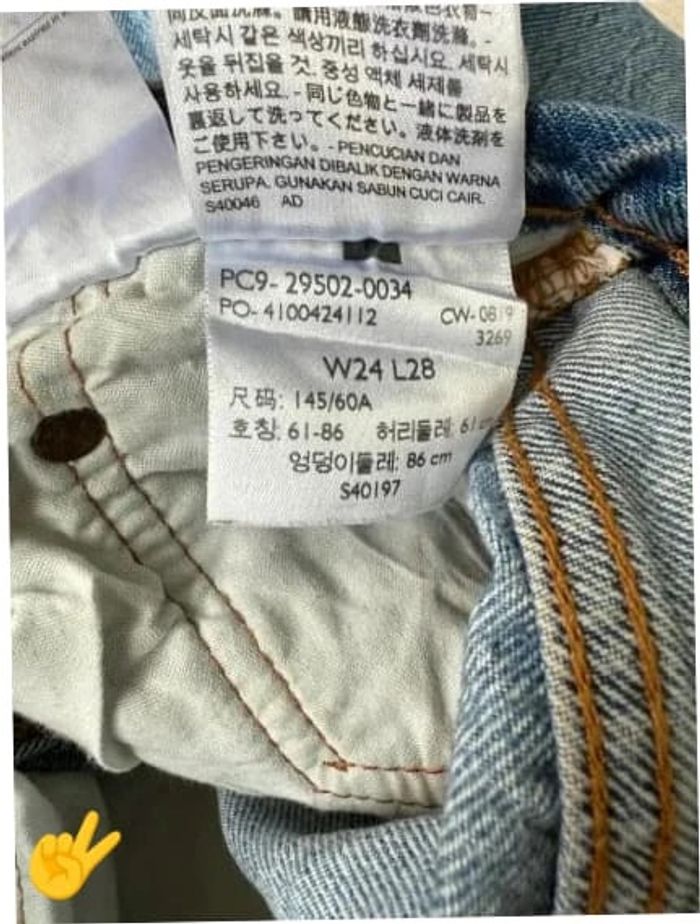 세탁시 같은 색상끼리 하십시요. 세탁시
옷을 뒤집을 것. 중성 액체 세제를
사용하세요. - 同じ色物と一緒に製品を
裏返して洗ってください。液体洗剤を
ご使用下さい。- PENCUCIAN DAN
PENGERINGAN DIBALIK DENGAN WARNA
SERUPA. GUNAKAN SABUN CUCI CAIR.
S40046 AD
PC9- 29502-0034
PO- 4100424112 CW- 0819
3269
W24 L28
尺码: 145/60A
호칭: 61-86 허리둘레: 61 cm
엉덩이둘레: 86 cm
S40197